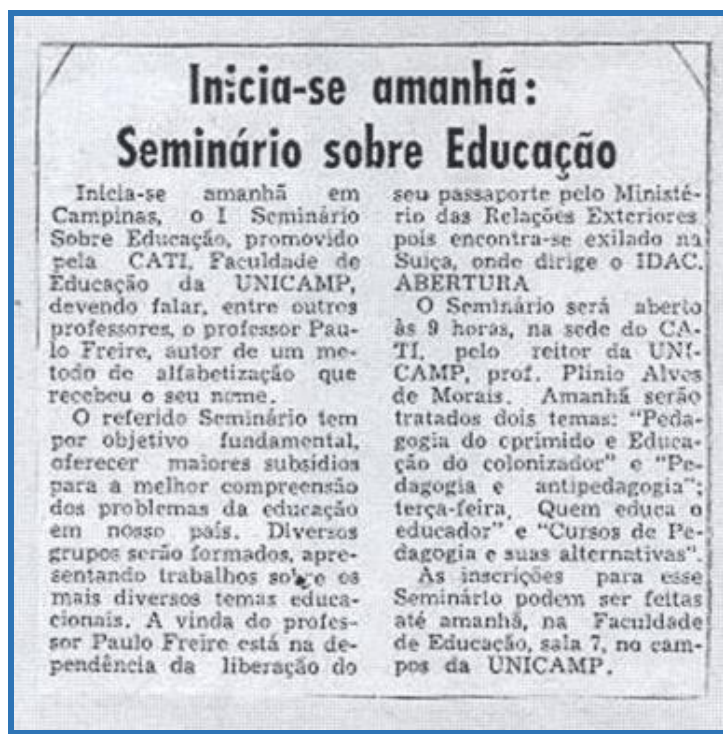 Inicia-se amanhã:
Seminário sobre Educação
Inicia-se amanhã em
Campinas, o I Seminário
Sobre Educação, promovido
pela CATI, Faculdade de
Educação da UNICAMP,
devendo falar, entre outros
professores, o professor Pau-
lo Freire, autor de um me-
todo de alfabetização que
recebeu o seu nome.
O referido Seminário tem
por objetivo fundamental,
oferecer maiores subsidios
para a melhor compreensão
dos problemas da educação
em nosso país. Diversos
grupos serão formados, apre-
sentando trabalhos sobre os
mais diversos temas educa-
cionais. A vinda do profes-
sor Paulo Freire está na de-
pendência da liberação do
seu passaporte pelo Ministé-
rio das Relações Exteriores
pois encontra-se exilado na
Suiça, onde dirige o IDAC.
ABERTURA
O Seminário será aberto
às 9 horas, na sede do CA-
TI, pelo reitor da UNI-
CAMP, prof. Plinio Alves
de Morais. Amanhã serão
tratados dois temas: "Peda-
gogia do oprimido e Educa-
ção do colonizador" e "Pe-
dagogia e antipedagogia";
terça-feira, Quem educa o
educador" e "Cursos de Pe-
dagogia e suas alternativas".
As inscrições para esse
Seminário podem ser feitas
até amanhã, na Faculdade
de Educação, sala 7, no cam-
pos da UNICAMP.